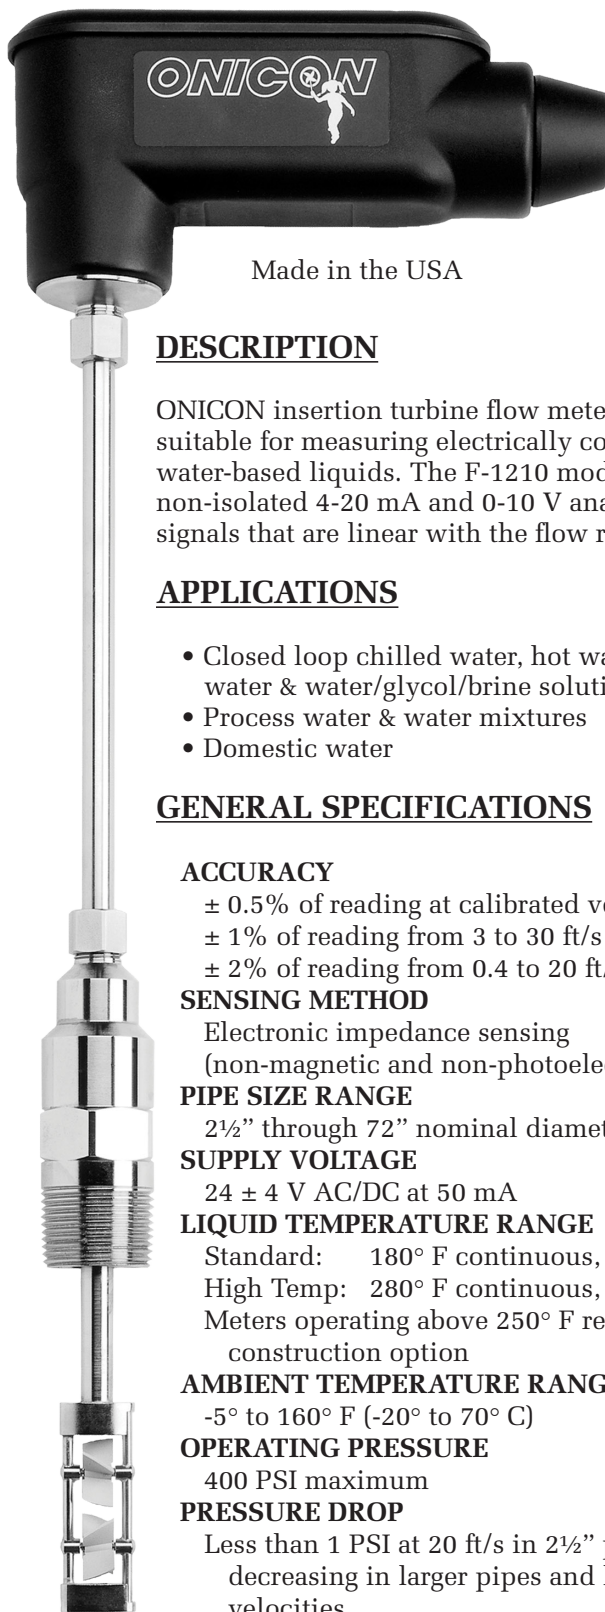 ONICON
Made in the USA
DESCRIPTION
ONICON insertion turbine flow mete
suitable for measuring electrically co
water-based liquids. The F-1210 mod
non-isolated 4-20 mA and 0-10 V ana
signals that are linear with the flow r
APPLICATIONS
• Closed loop chilled water, hot wa
water & water/glycol/brine soluti
• Process water & water mixtures
• Domestic water
GENERAL SPECIFICATIONS
ACCURACY
± 0.5% of reading at calibrated ve
± 1% of reading from 3 to 30 ft/s
± 2% of reading from 0.4 to 20 ft/
SENSING METHOD
Electronic impedance sensing
(non-magnetic and non-photoele
PIPE SIZE RANGE
2½” through 72” nominal diamet
SUPPLY VOLTAGE
24 ± 4 V AC/DC at 50 mA
LIQUID TEMPERATURE RANGE
Standard: 180° F continuous,
High Temp: 280° F continuous,
Meters operating above 250° F re
construction option
AMBIENT TEMPERATURE RANG
-5° to 160° F (-20° to 70° C)
OPERATING PRESSURE
400 PSI maximum
PRESSURE DROP
Less than 1 PSI at 20 ft/s in 2½”
decreasing in larger pipes and
velocities